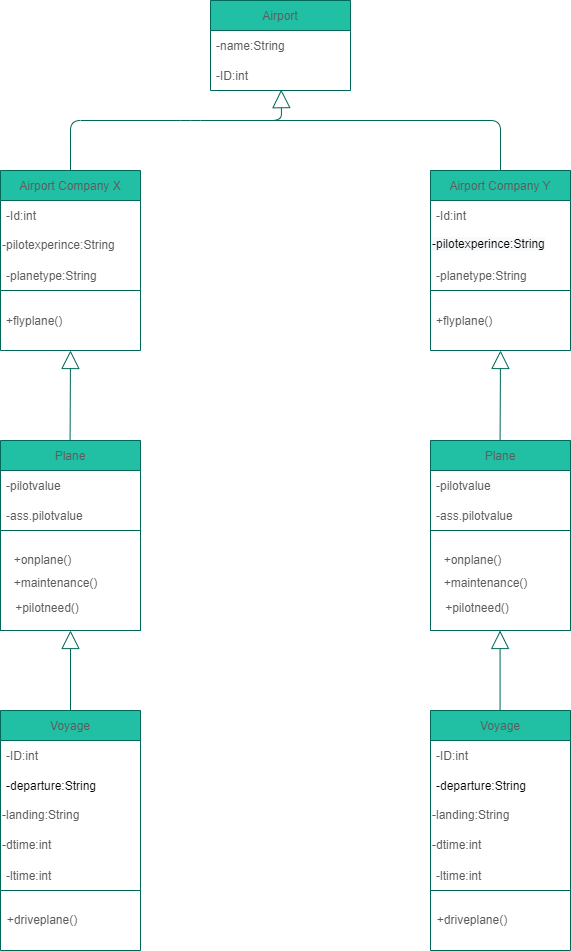 Airport
-name:String
-ID:int
Airport Company X
-Id:int
-pilotexperince:String
-planetype:String
+flyplane()
Airport Company Y
-Id:int
-pilotexperince:String
-planetype:String
+flyplane()
Plane
-pilotvalue
-ass.pilotvalue
+onplane()
+maintenance()
+pilotneed()
Plane
-pilotvalue
-ass.pilotvalue
+onplane()
+maintenance()
+pilotneed()
Voyage
-ID:int
-departure:String
-landing:String
-dtime:int
-ltime:int
+driveplane()
Voyage
-ID:int
-departure:String
-landing:String
-dtime:int
-ltime:int
+driveplane()